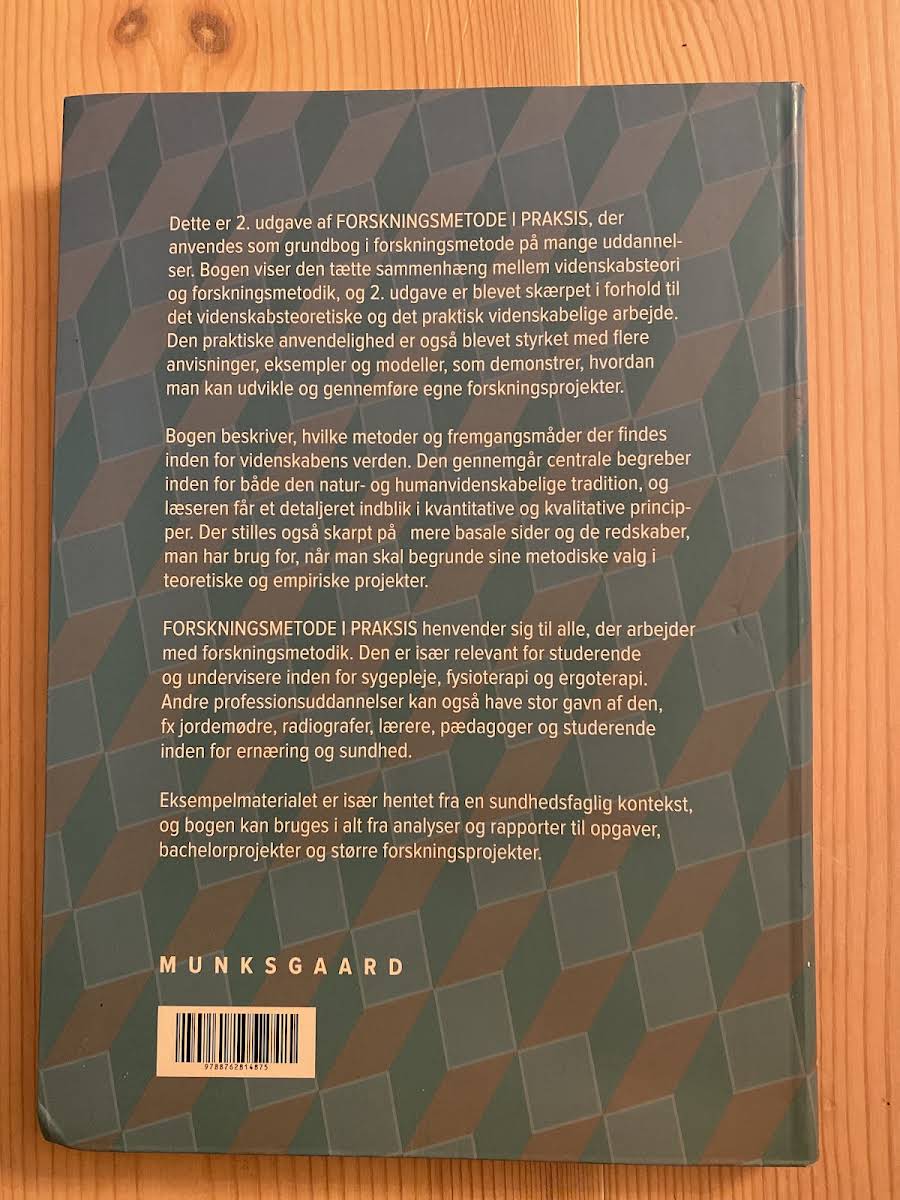 Dette er 2. udgave af FORSKNINGSMETODE I PRAKSIS, der
anvendes som grundbog i forskningsmetode på mange uddannel-
ser. Bogen viser den tætte sammenhæng mellem videnskabsteori
og forskningsmetodik, og 2. udgave er blevet skærpet i forhold til
det videnskabsteoretiske og det praktisk videnskabelige arbejde.
Den praktiske anvendelighed er også blevet styrket med flere
anvisninger, eksempler og modeller, som demonstrer, hvordan
man kan udvikle og gennemføre egne forskningsprojekter.
Bogen beskriver, hvilke metoder og fremgangsmåder der findes
inden for videnskabens verden. Den gennemgår centrale begreber
inden for både den natur- og humanvidenskabelige tradition, og
læseren får et detaljeret indblik i kvantitative og kvalitative princip-
per. Der stilles også skarpt på mere basale sider og de redskaber,
man har brug for, når man skal begrunde sine metodiske valg i
teoretiske og empiriske projekter.
FORSKNINGSMETODE I PRAKSIS henvender sig til alle, der arbejder
med forskningsmetodik. Den er især relevant for studerende
og undervisere inden for sygepleje, fysioterapi og ergoterapi.
Andre professionsuddannelser kan også have stor gavn af den,
fx jordemødre, radiografer, lærere, pædagoger og studerende
inden for ernæring og sundhed.
Eksempelmaterialet er især hentet fra en sundhedsfaglig kontekst,
og bogen kan bruges i alt fra analyser og rapporter til opgaver,
bachelorprojekter og større forskningsprojekter.
MUNKSGAARD
9788762814875